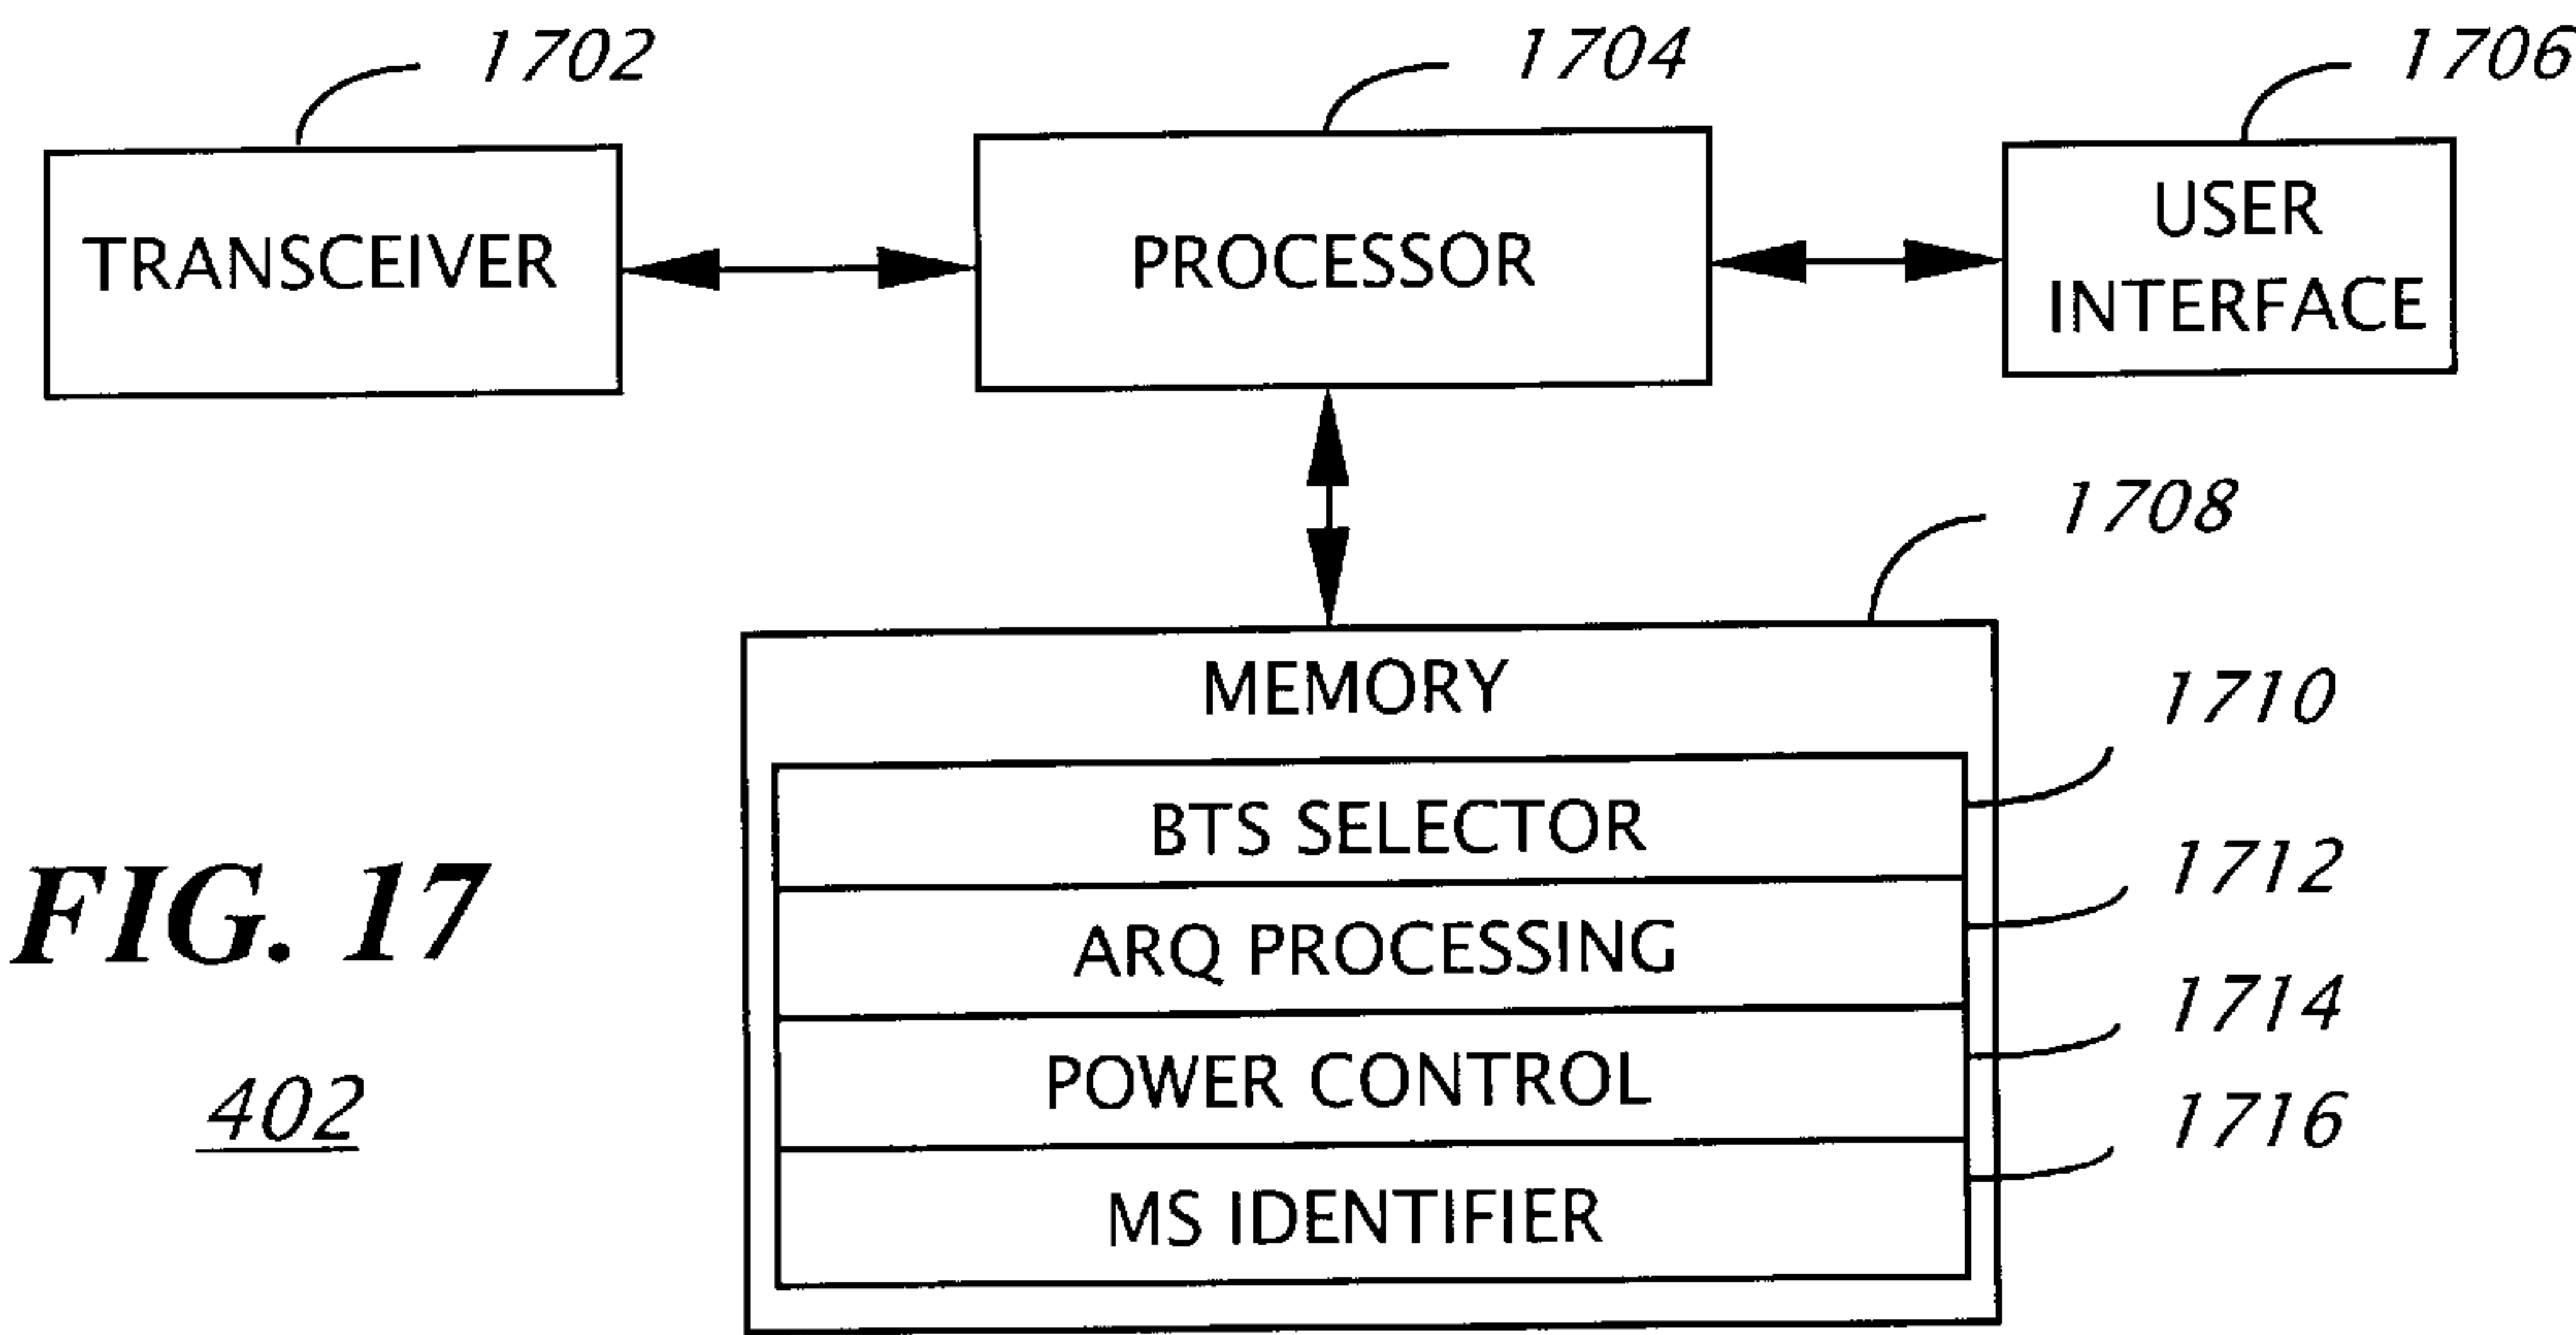 1702
1704
1706
TRANSCEIVER
PROCESSOR
USER
INTERFACE
1708
MEMORY
1710
BTS SELECTOR
1712
ARQ PROCESSING
1714
POWER CONTROL
1716
MS IDENTIFIER
FIG. 17
402